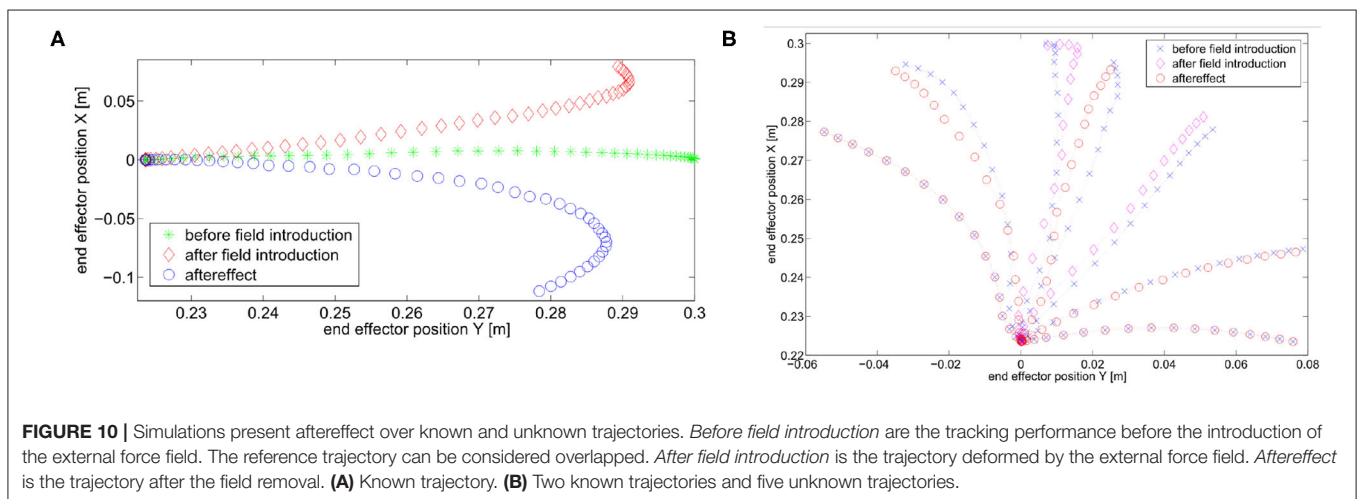 A
end effector position X [m]
0.05
0
−0.05
−0.1
before field introduction
after field introduction
aftereffect
0.23 0.24 0.25 0.26 0.27 0.28 0.29 0.3
end effector position Y [m]
B
end effector position X [m]
0.3
0.29
0.28
0.27
0.26
0.25
0.24
0.23
0.22
before field introduction
after field introduction
aftereffect
−0.06 −0.04 −0.02 0 0.02 0.04 0.06 0.08
end effector position Y [m]
FIGURE 10 | Simulations present aftereffect over known and unknown trajectories. Before field introduction are the tracking performance before the introduction of
the external force field. The reference trajectory can be considered overlapped. After field introduction is the trajectory deformed by the external force field. Aftereffect
is the trajectory after the field removal. (A) Known trajectory. (B) Two known trajectories and five unknown trajectories.